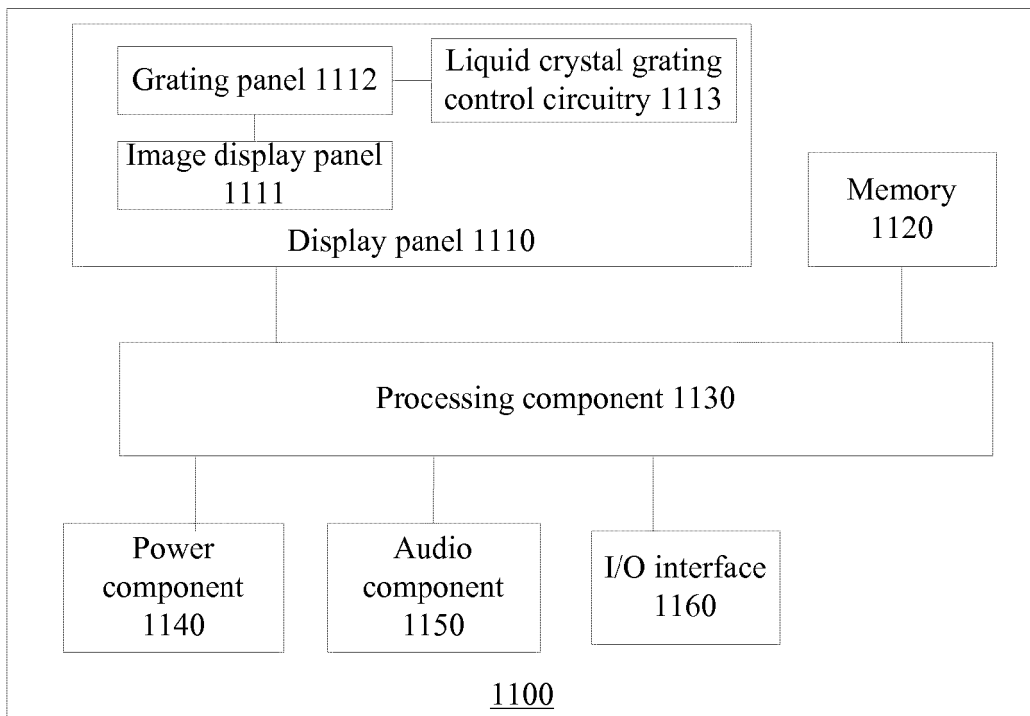 Grating panel 1112
Liquid crystal grating
control circuitry 1113
Image display panel
1111
Display panel 1110
Memory
1120
Processing component 1130
Power
component
1140
Audio
component
1150
I/O interface
1160
1100